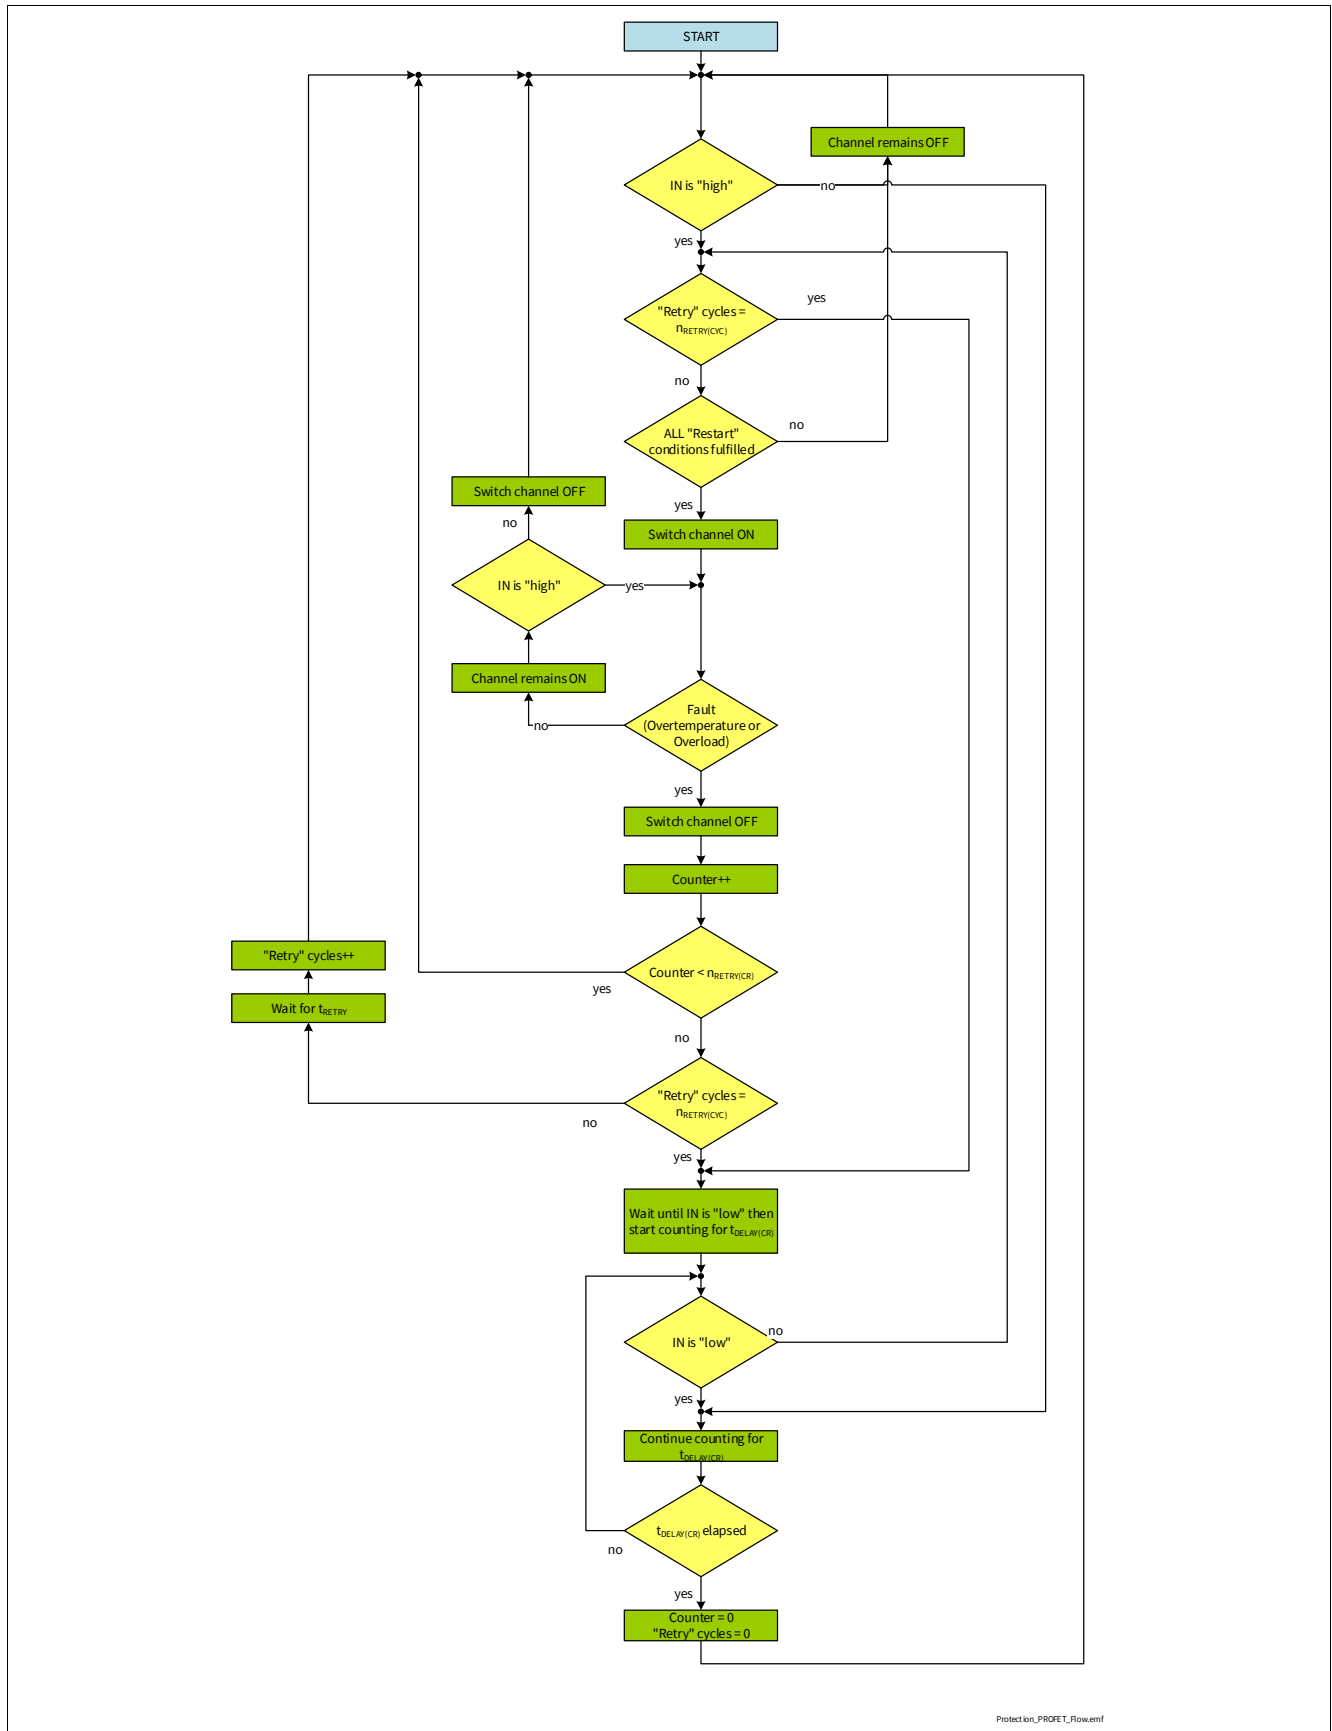 START
Channel remains OFF
IN is "high"
no
yes
"Retry" cycles =
nRETRY(CYC)
yes
no
ALL "Restart"
conditions fulfilled
no
yes
Switch channel OFF
no
Switch channel ON
IN is "high"
yes
Channel remains ON
no
Fault
(Overtemperature or
Overload)
yes
Switch channel OFF
Counter++
"Retry" cycles++
Wait for tRETRY
Counter < nRETRY(CR)
yes
no
"Retry" cycles =
nRETRY(CYC)
no
yes
Wait until IN is "low" then
start counting for tDELAY(CR)
IN is "low"
no
yes
Continue counting for
tDELAY(CR)
tDELAY(CR) elapsed
no
yes
Counter = 0
"Retry" cycles = 0
Protection_PROFET_Flow.emf